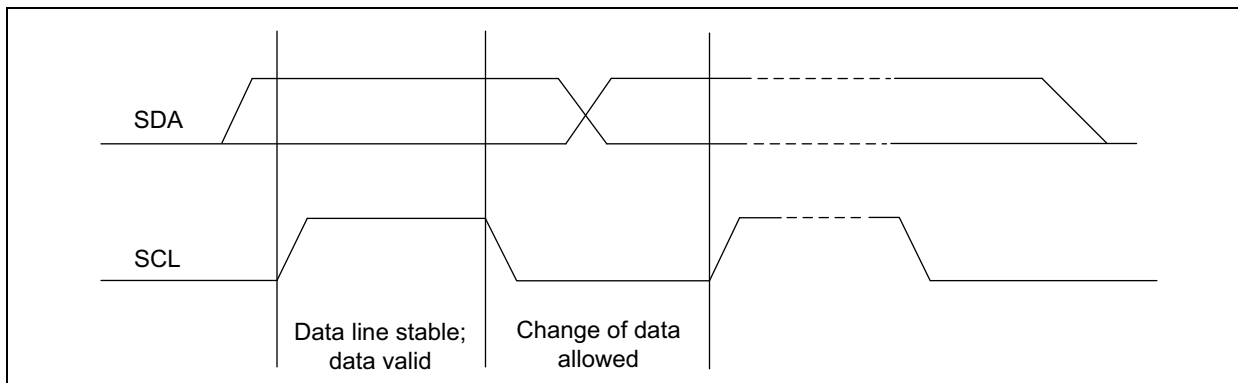 SDA
SCL
Data line stable;
data valid
Change of data
allowed